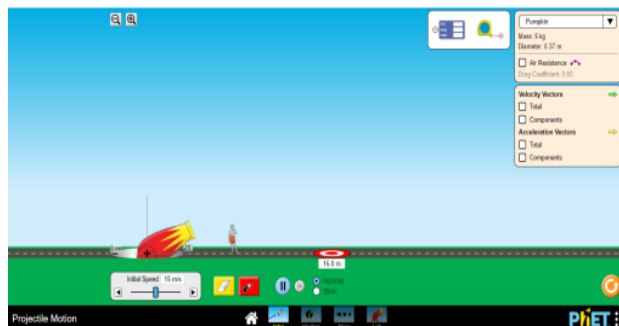 Pumpkin
Mass: 5 kg
Diameter: 0.37 m
Air Resistance
Drag Coefficient: 0.60
Velocity Vectors
Total
Components
Acceleration Vectors
Total
Components
15.0 m
Initial Speed 15 m/s
Normal
Slow
Projectile Motion
PhET